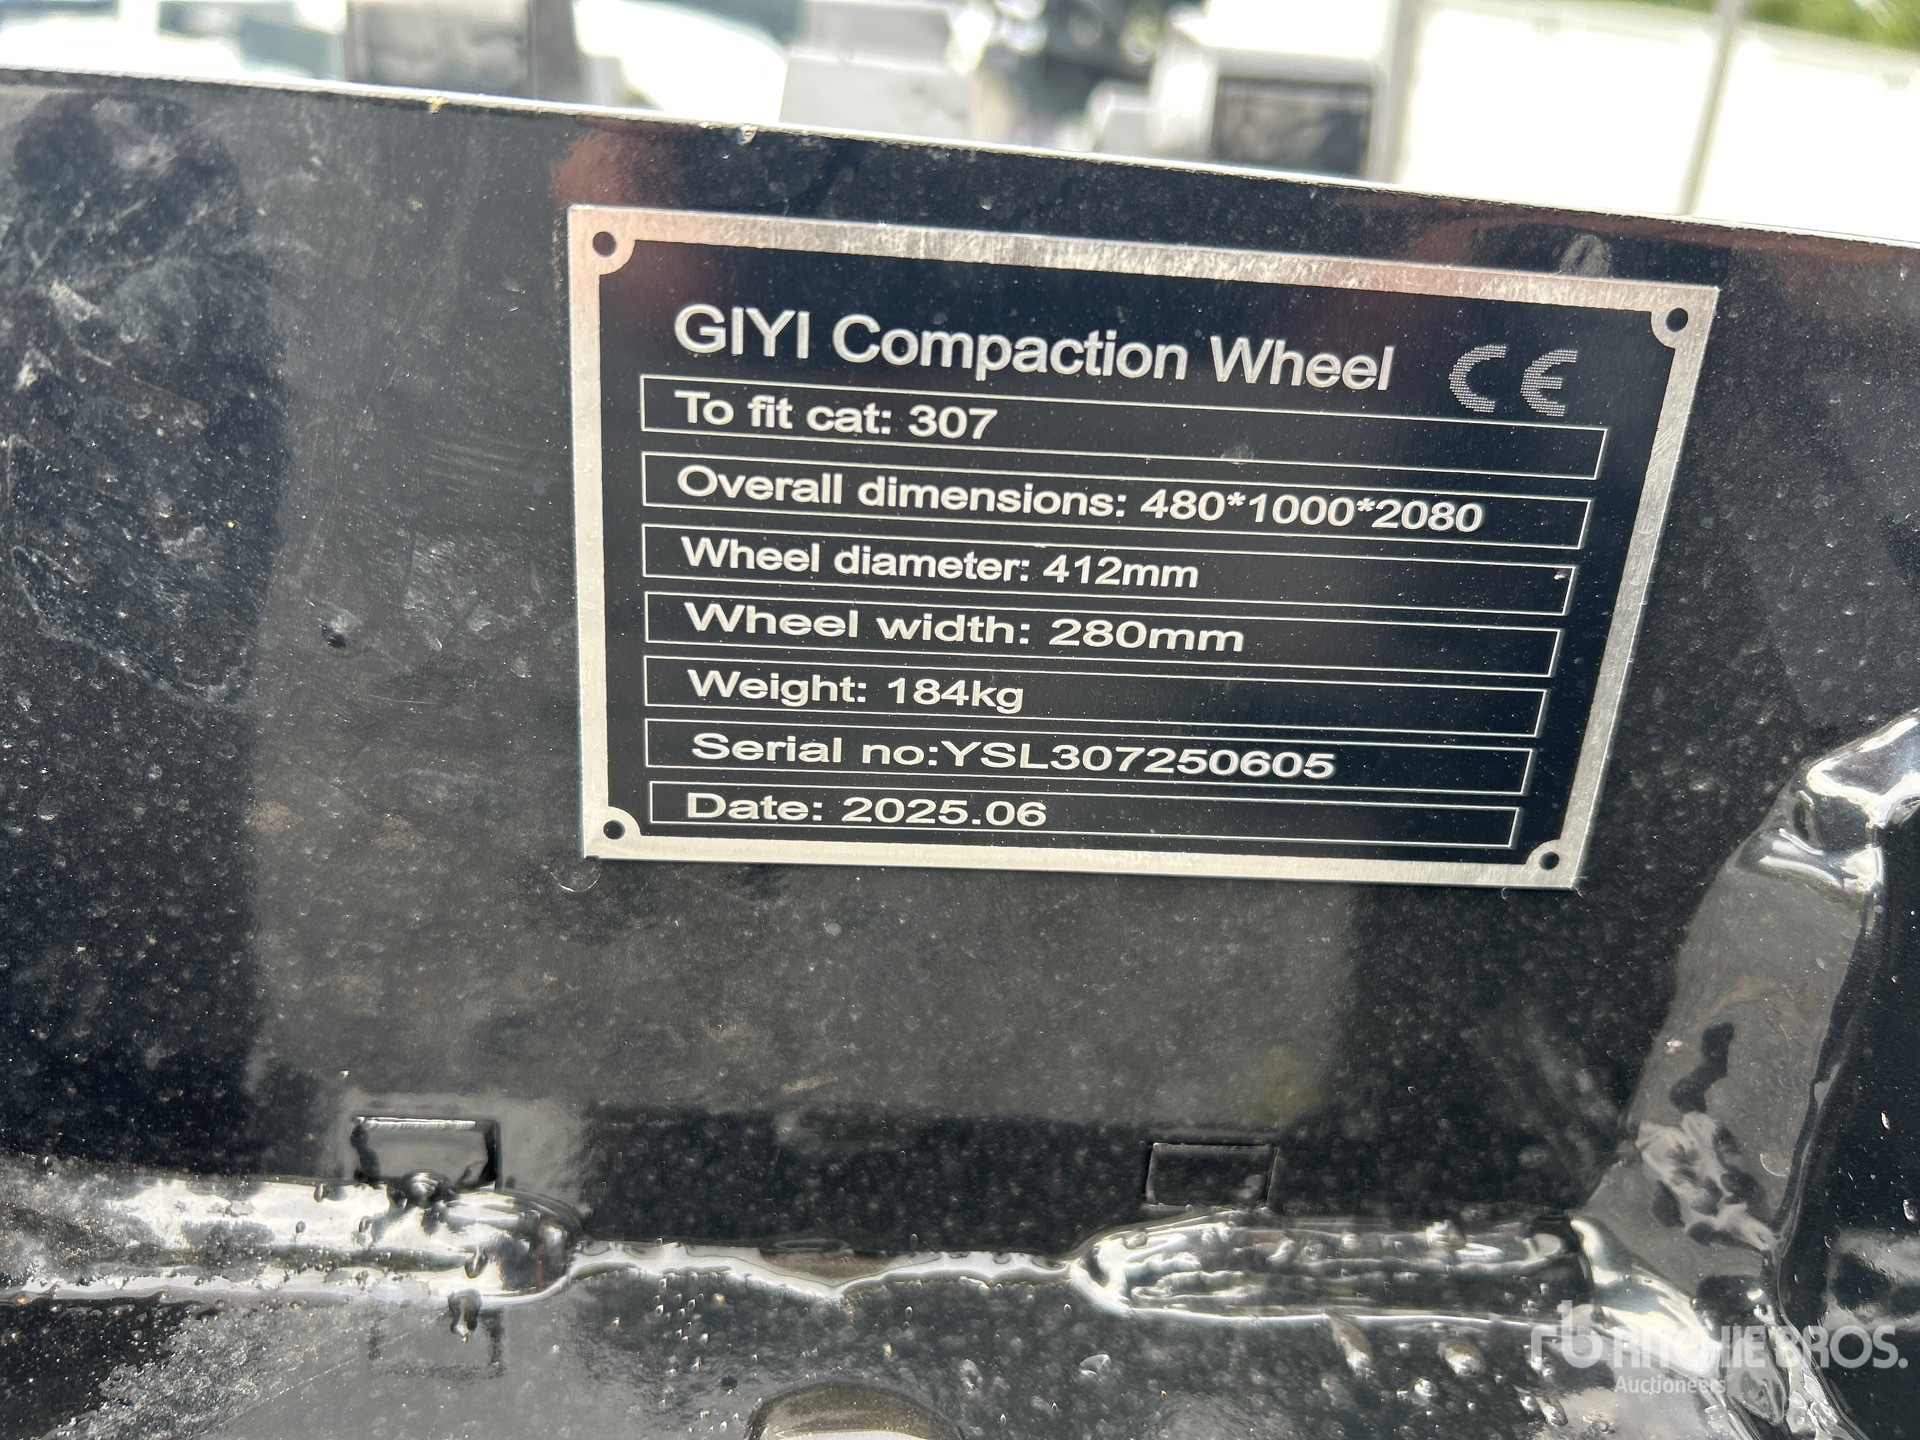 GIYI Compaction Wheel CE
To fit cat: 307
Overall dimensions: 480*1000*2080
Wheel diameter: 412mm
Wheel width: 280mm
Weight: 184kg
Serial no:YSL307250605
Date: 2025.06
rb RITCHIE BROS.
Auctioneers